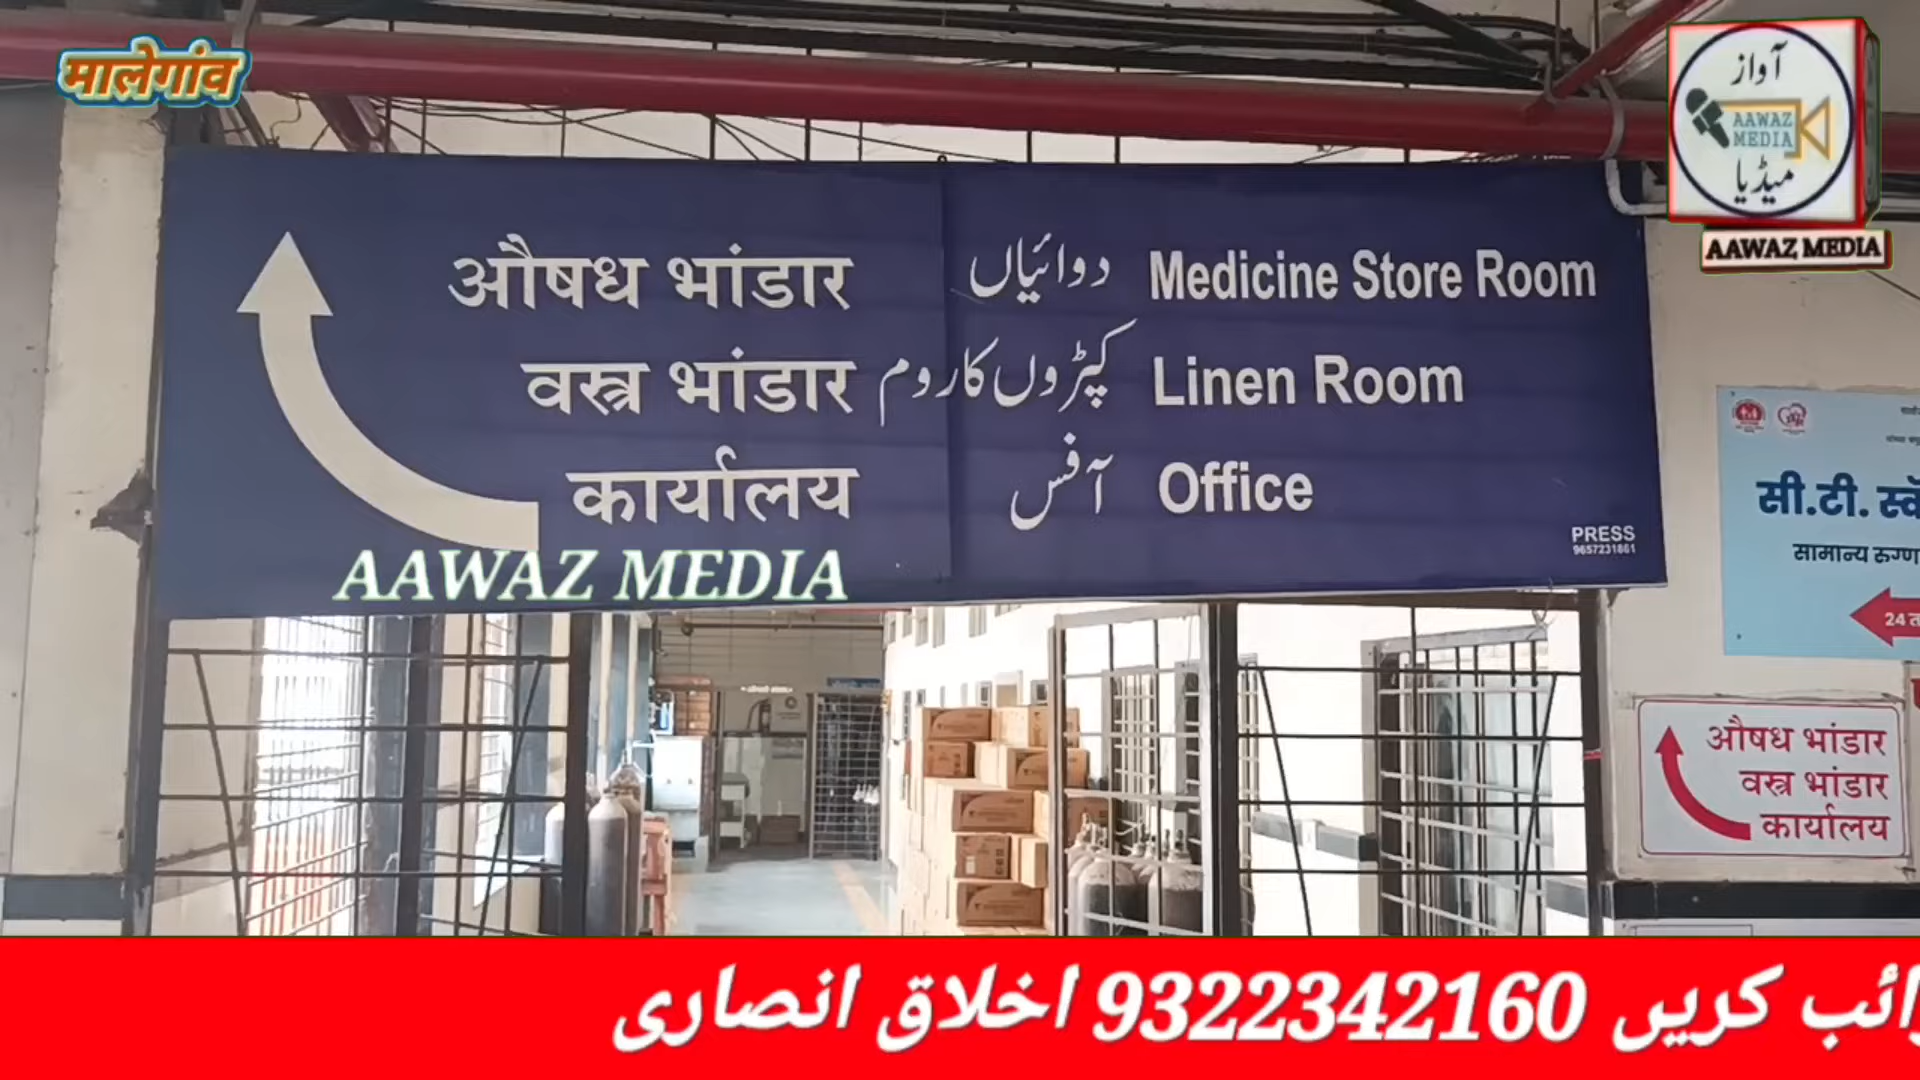 मालेगांव
آواز
AAWAZ
MEDIA
میڈیا
AAWAZ MEDIA
औषध भांडार دوائیاں Medicine Store Room
वस्त्र भांडार کپڑوں کا روم Linen Room
कार्यालय آفس Office
PRESS
9657231861
AAWAZ MEDIA
सी.टी.
सामान्य
24
औषध भांडार
वस्त्र भांडार
कार्यालय
کریں 9322342160 اخلاق انصاری